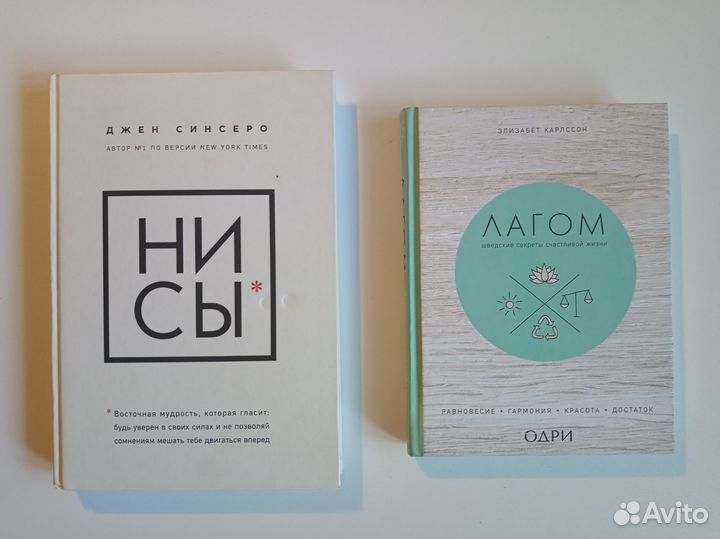 ДЖЕН СИНСЕРО
АВТОР №1 ПО ВЕРСИИ NEW YORK TIMES
НИ
СЫ*
* Восточная мудрость, которая гласит:
будь уверен в своих силах и не позволяй
сомнениям мешать тебе двигаться вперед
ЭЛИЗАБЕТ КАРЛССОН
ЛАГОМ
шведские секреты счастливой жизни
РАВНОВЕСИЕ • ГАРМОНИЯ • КРАСОТА • ДОСТАТОК
ОДРИ
Avito